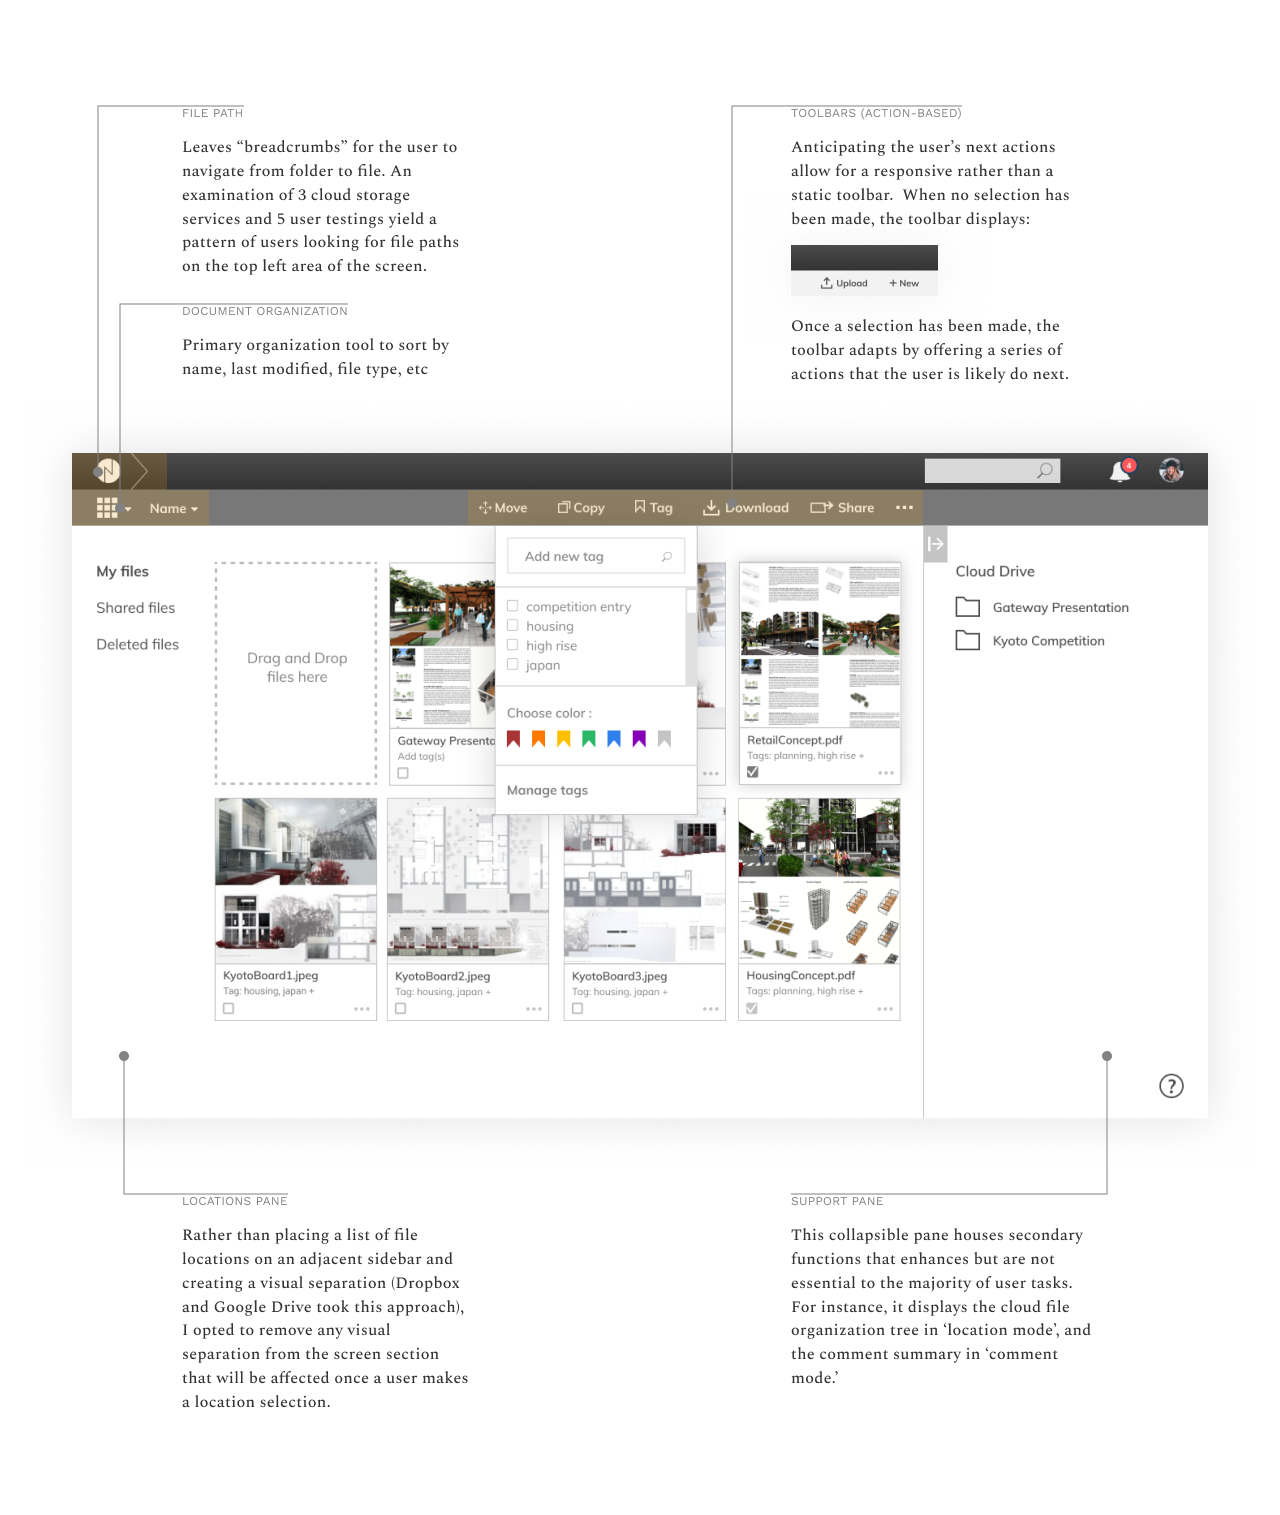 FILE PATH
Leaves “breadcrumbs” for the user to
navigate from folder to file. An
examination of 3 cloud storage
services and 5 user testings yield a
pattern of users looking for file paths
on the top left area of the screen.
DOCUMENT ORGANIZATION
Primary organization tool to sort by
name, last modified, file type, etc
TOOLBARS (ACTION-BASED)
Anticipating the user’s next actions
allow for a responsive rather than a
static toolbar.  When no selection has
been made, the toolbar displays:
Upload + New
Once a selection has been made, the
toolbar adapts by offering a series of
actions that the user is likely do next.
N
4
Name Move Copy Tag Download Share
My files
Shared files
Deleted files
Drag and Drop
files here
Add new tag
competition entry
housing
high rise
japan
Choose color :
Manage tags
Gateway Presenta
Add tag(s)
RetailConcept.pdf
Tags: planning, high rise +
KyotoBoard1.jpeg
Tag: housing, japan +
KyotoBoard2.jpeg
Tag: housing, japan +
KyotoBoard3.jpeg
Tag: housing, japan +
HousingConcept.pdf
Tags: planning, high rise +
Cloud Drive
Gateway Presentation
Kyoto Competition
?
LOCATIONS PANE
Rather than placing a list of file
locations on an adjacent sidebar and
creating a visual separation (Dropbox
and Google Drive took this approach),
I opted to remove any visual
separation from the screen section
that will be affected once a user makes
a location selection.
SUPPORT PANE
This collapsible pane houses secondary
functions that enhances but are not
essential to the majority of user tasks.
For instance, it displays the cloud file
organization tree in ‘location mode’, and
the comment summary in ‘comment
mode.’